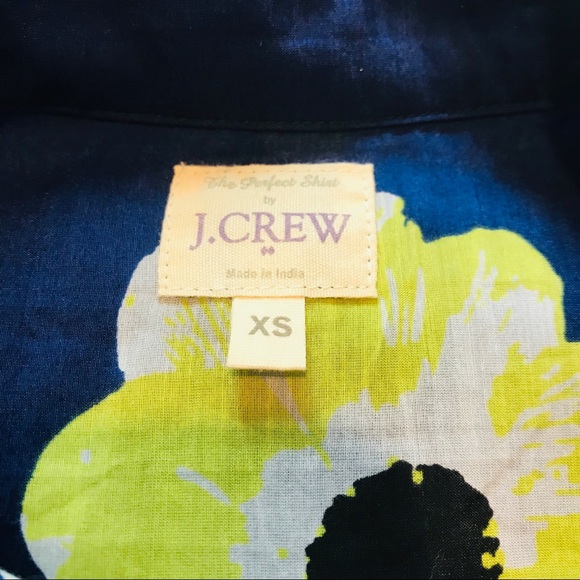 The Perfect Shirt
by
J.CREW
Made in India
XS